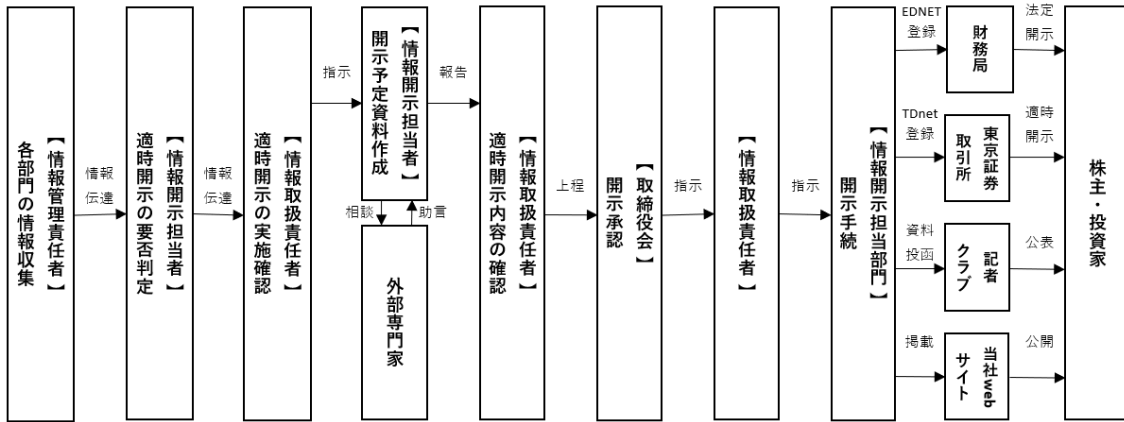 【情報管理責任者】
各部門の情報収集
情報
伝達
【情報開示担当者】
適時開示の要否判定
情報
伝達
【情報取扱責任者】
適時開示の実施確認
指示
【情報開示担当者】
開示予定資料作成
相談
助言
外部専門家
報告
【情報取扱責任者】
適時開示内容の確認
上程
【取締役会】
開示承認
指示
【情報取扱責任者】
指示
【情報開示担当部門】
開示手続
EDNET
登録
財務局
法定
開示
TDnet
登録
東京証券
取引所
適時
開示
資料
投函
記者
クラブ
公表
掲載
当社web
サイト
公開
株主・投資家